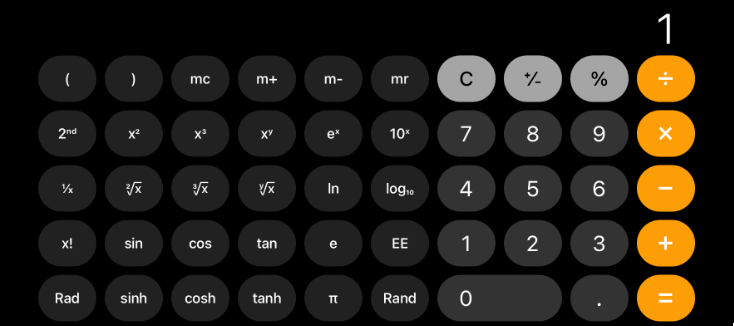 1
( ) mc m+ m- mr C ⁺⁄₋ % ÷
2ⁿᵈ x² x³ xʸ eˣ 10ˣ 7 8 9 ×
¹⁄ₓ ²√x ³√x ʸ√x ln log₁₀ 4 5 6 −
x! sin cos tan e EE 1 2 3 +
Rad sinh cosh tanh π Rand 0 . =